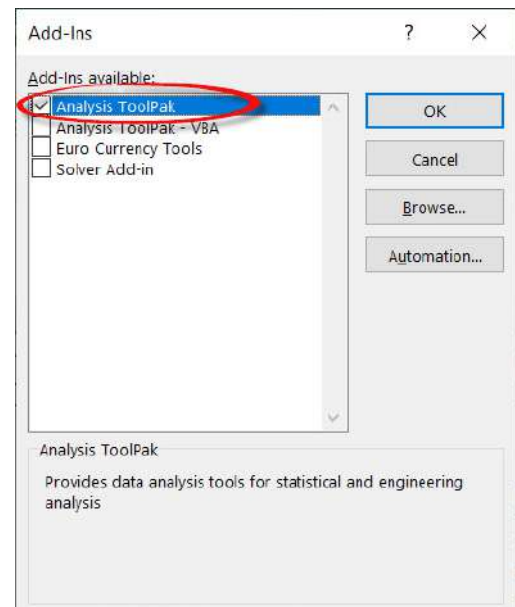 Add-Ins ? ×
Add-Ins available:
Analysis ToolPak
Analysis ToolPak - VBA
Euro Currency Tools
Solver Add-in
OK
Cancel
Browse...
Automation...
Analysis ToolPak
Provides data analysis tools for statistical and engineering
analysis